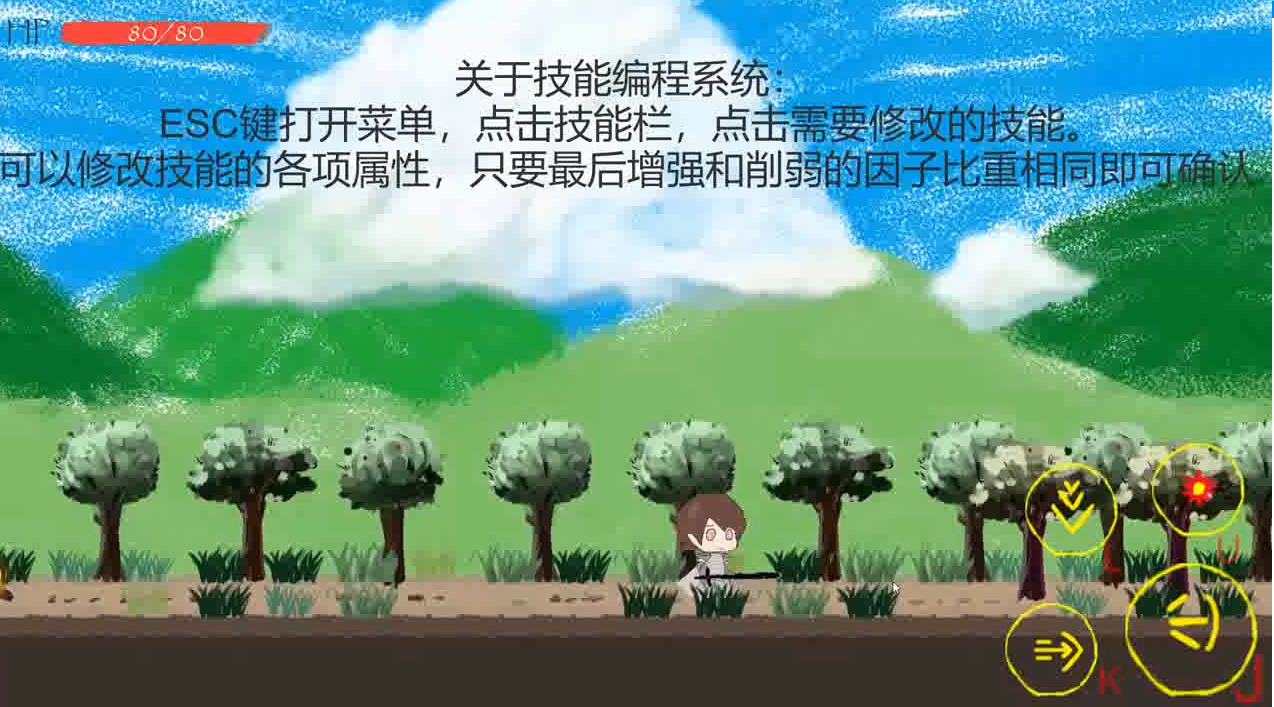 HP 80/80
关于技能编程系统：
ESC键打开菜单，点击技能栏，点击需要修改的技能。
可以修改技能的各项属性，只要最后增强和削弱的因子比重相同即可确认
U
L
K
J